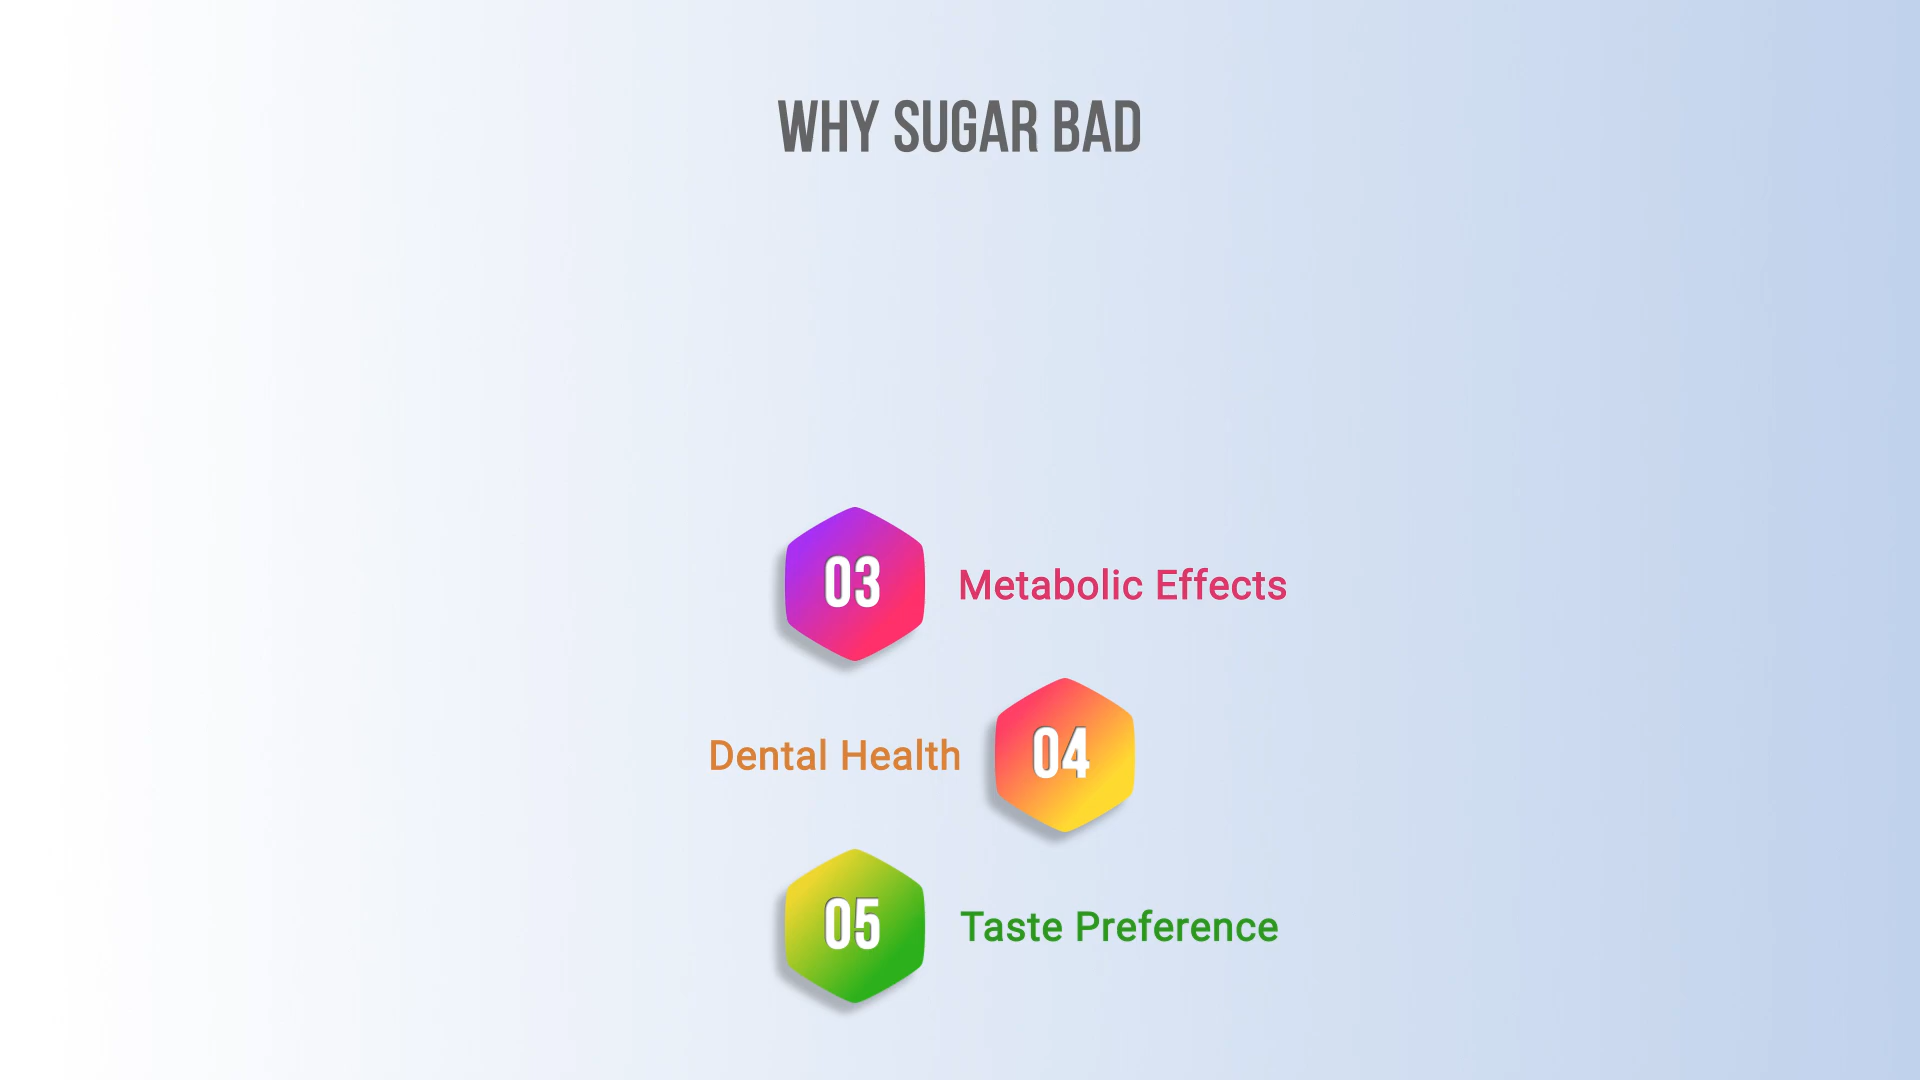 WHY SUGAR BAD
03 Metabolic Effects
Dental Health 04
05 Taste Preference